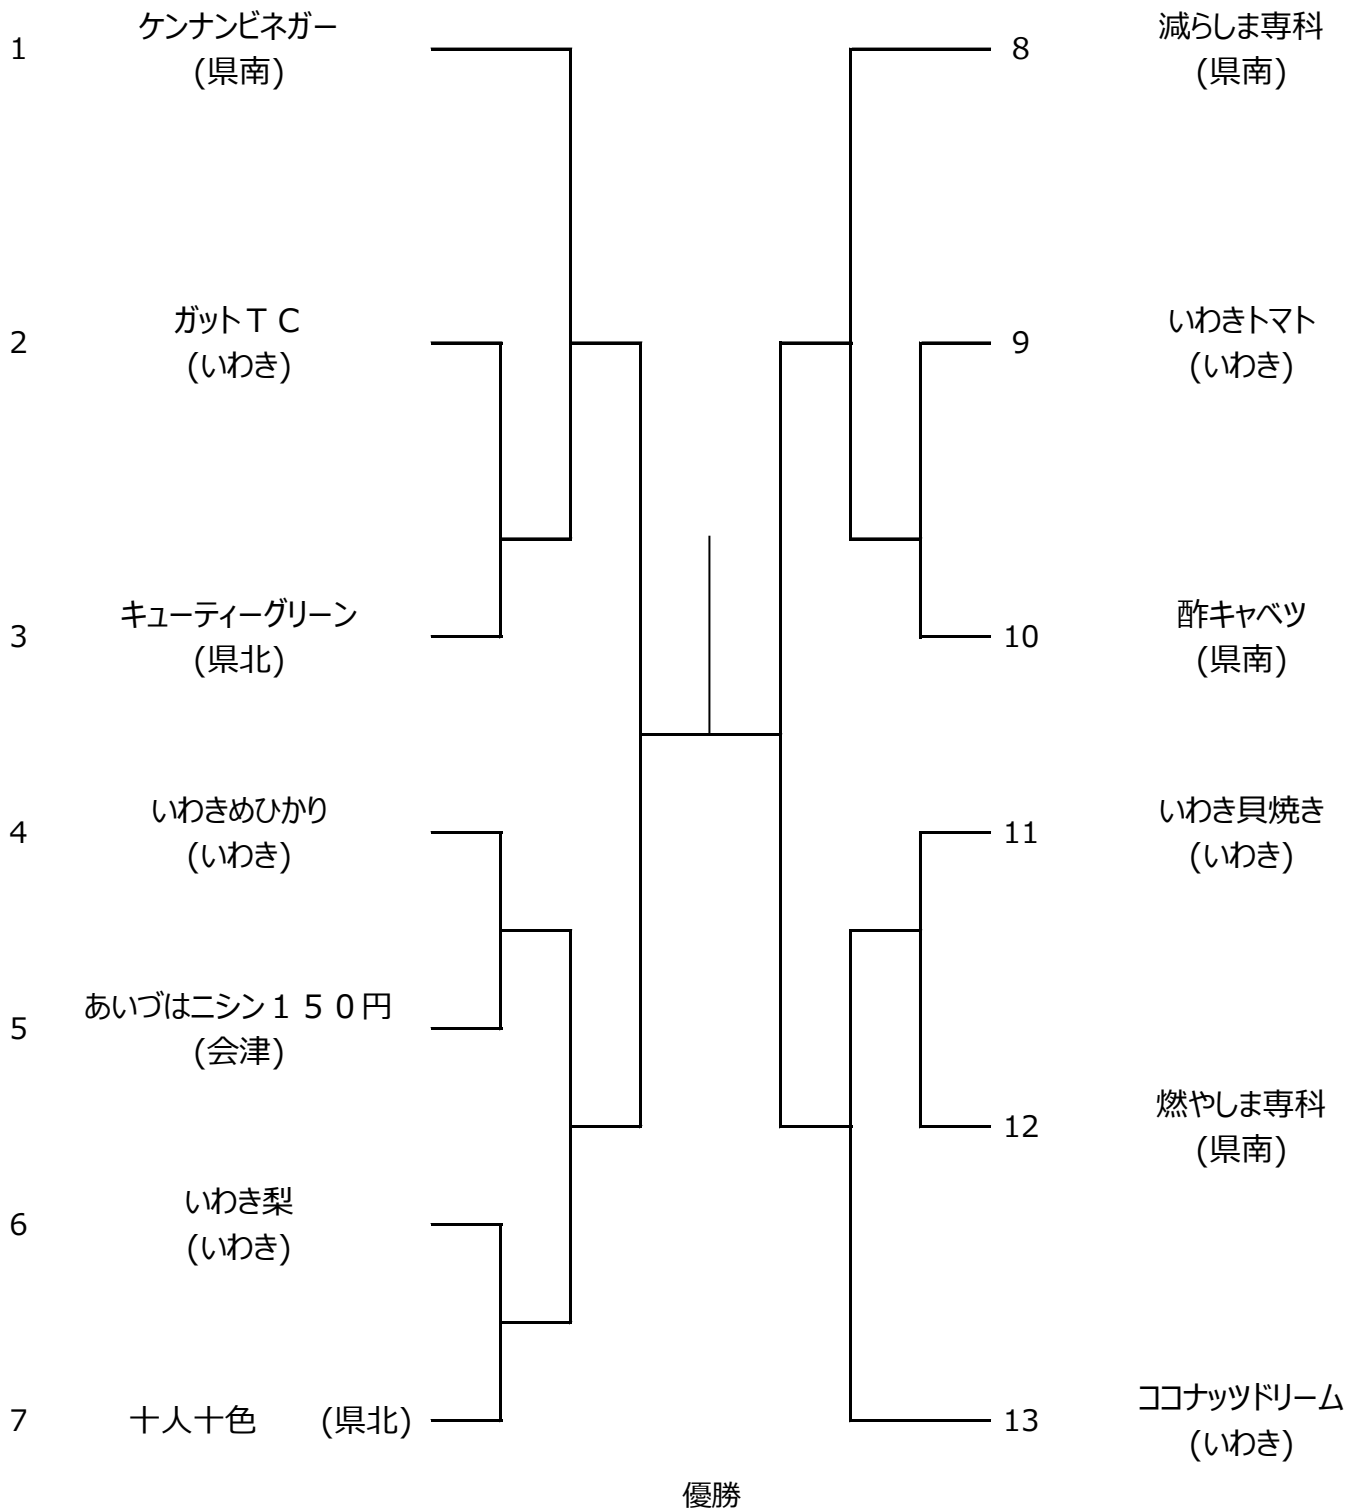 1
ケンナンビネガー
(県南)
2
ガットＴＣ
(いわき)
3
キューティーグリーン
(県北)
4
いわきめひかり
(いわき)
5
あいづはニシン１５０円
(会津)
6
いわき梨
(いわき)
7
十人十色　　(県北)
8
減らしま専科
(県南)
9
いわきトマト
(いわき)
10
酢キャベツ
(県南)
11
いわき貝焼き
(いわき)
12
燃やしま専科
(県南)
13
ココナッツドリーム
(いわき)
優勝